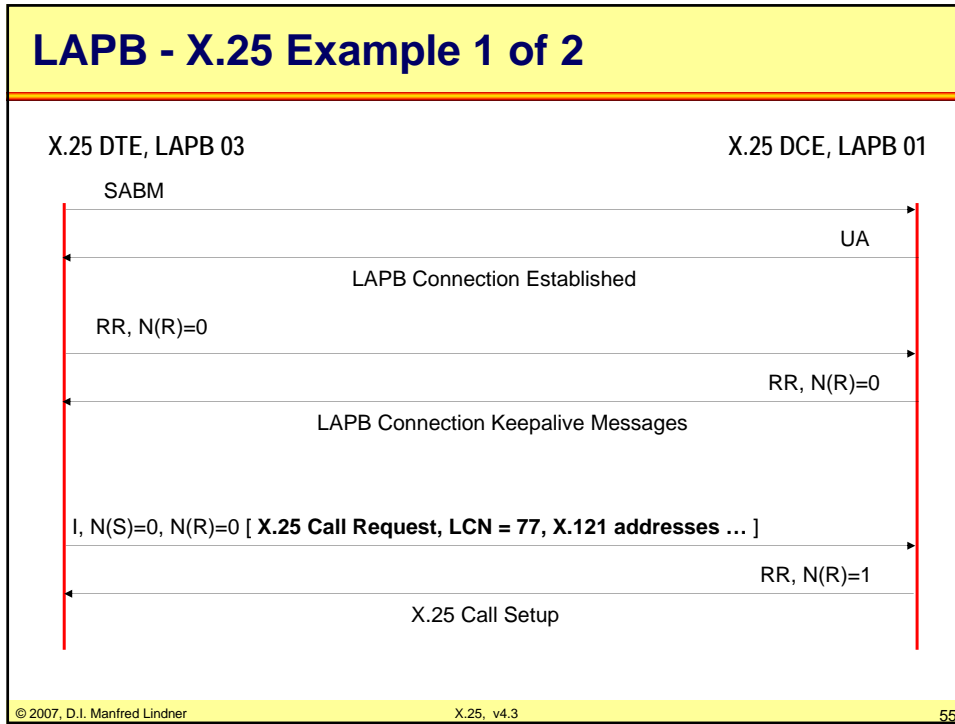 LAPB - X.25 Example 1 of 2
X.25 DTE, LAPB 03
X.25 DCE, LAPB 01
SABM
UA
LAPB Connection Established
RR, N(R)=0
RR, N(R)=0
LAPB Connection Keepalive Messages
I, N(S)=0, N(R)=0 [ X.25 Call Request, LCN = 77, X.121 addresses … ]
RR, N(R)=1
X.25 Call Setup
© 2007, D.I. Manfred Lindner
X.25, v4.3
55